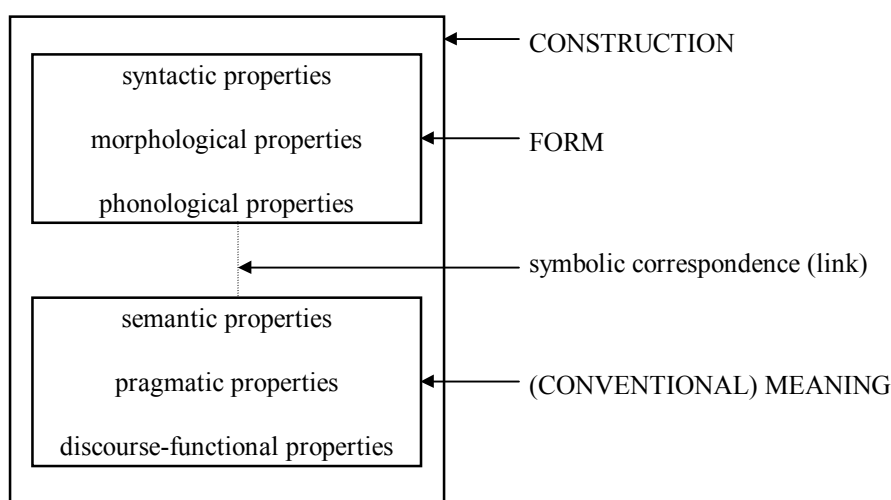 CONSTRUCTION
syntactic properties
morphological properties
FORM
phonological properties
symbolic correspondence (link)
semantic properties
pragmatic properties
(CONVENTIONAL) MEANING
discourse-functional properties